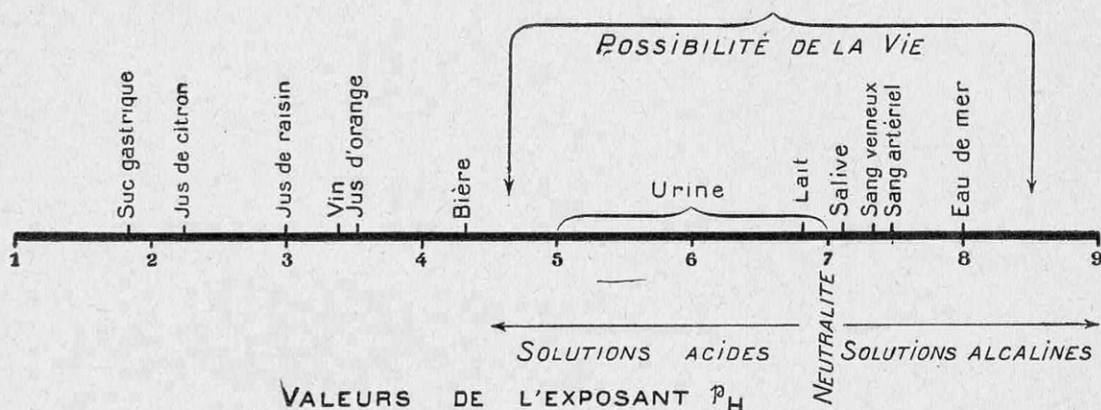 POSSIBILITÉ DE LA VIE
Suc gastrique
Jus de citron
Jus de raisin
Vin
Jus d'orange
Bière
Urine
Lait
Salive
Sang veineux
Sang artériel
Eau de mer
1 2 3 4 5 6 7 8 9
NEUTRALITE
SOLUTIONS ACIDES
SOLUTIONS ALCALINES
VALEURS DE L'EXPOSANT PH